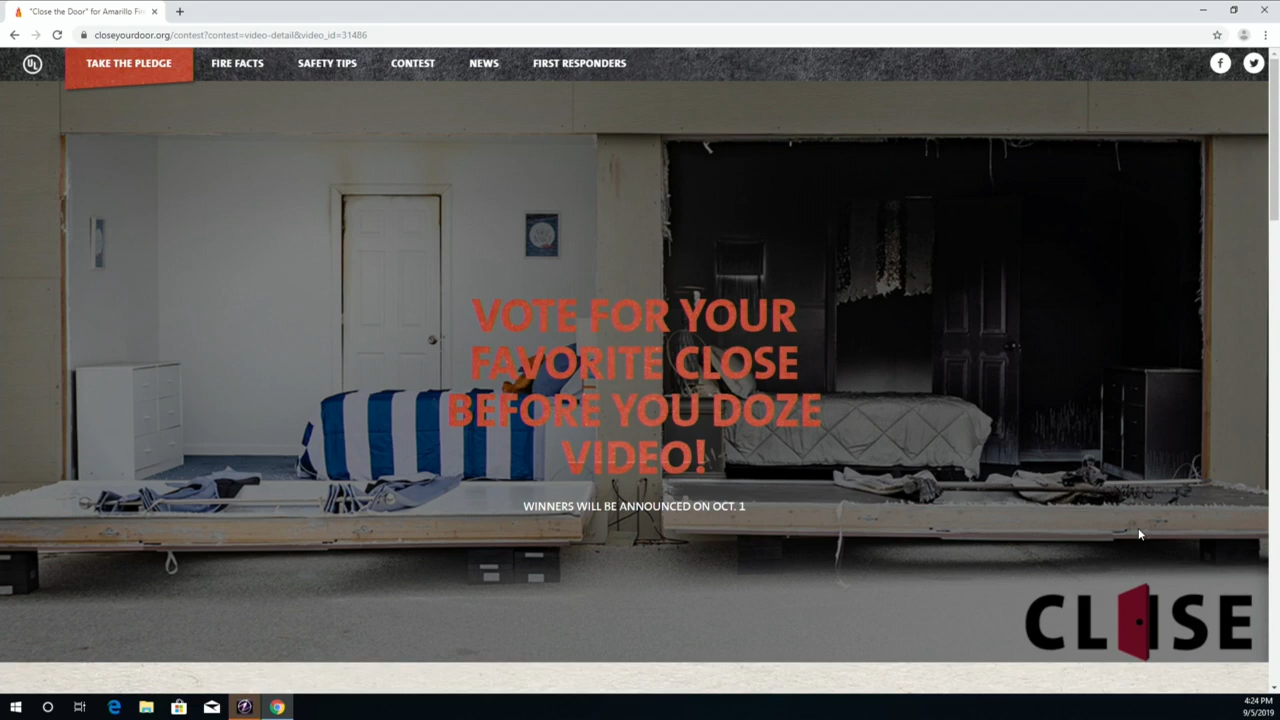 "Close the Door" for Amarillo Fir
closeyourdoor.org/contest?contest=video-detail&video_id=31486
UL
TAKE THE PLEDGE
FIRE FACTS
SAFETY TIPS
CONTEST
NEWS
FIRST RESPONDERS
VOTE FOR YOUR
FAVORITE CLOSE
BEFORE YOU DOZE
VIDEO!
WINNERS WILL BE ANNOUNCED ON OCT. 1
CLOSE
4:24 PM
9/5/2019